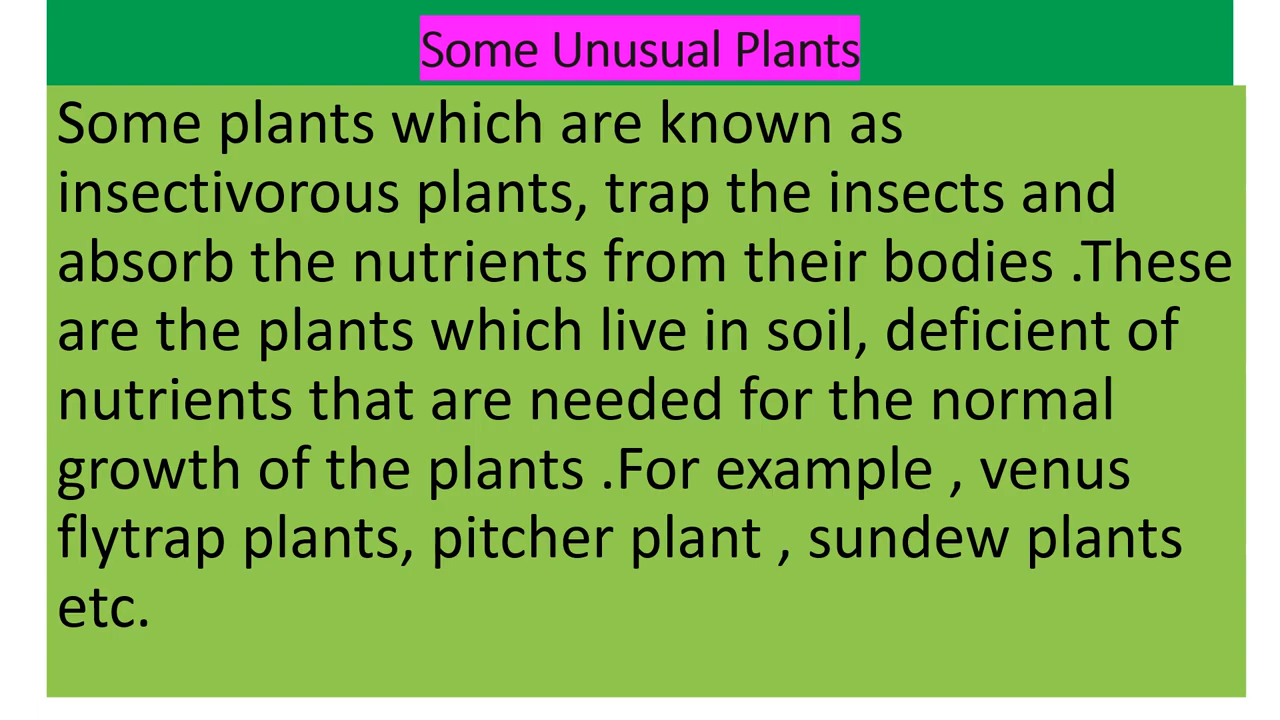 Some Unusual Plants
Some plants which are known as
insectivorous plants, trap the insects and
absorb the nutrients from their bodies .These
are the plants which live in soil, deficient of
nutrients that are needed for the normal
growth of the plants .For example , venus
flytrap plants, pitcher plant , sundew plants
etc.